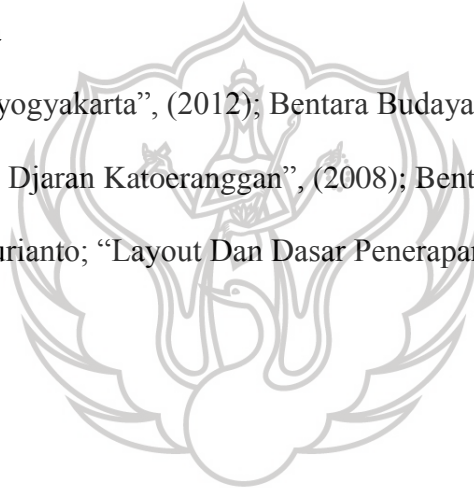 yogyakarta”, (2012); Bentara Budaya
Djaran Katoeranggan”, (2008); Bent
urianto; “Layout Dan Dasar Penerapan